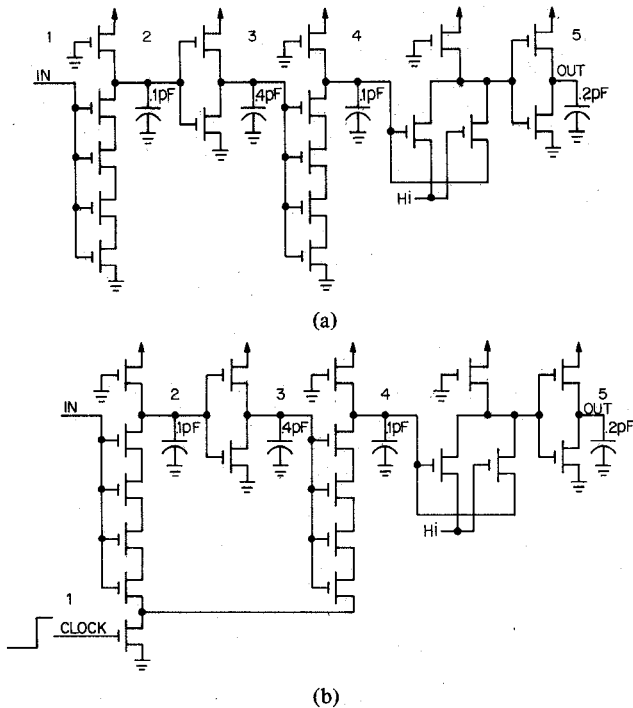 1 2 3 4 5
IN OUT
.1pF .4pF .1pF .2pF
Hi
(a)
2 3 4 5
IN OUT
.1pF .4pF .1pF .2pF
Hi
1
CLOCK
(b)